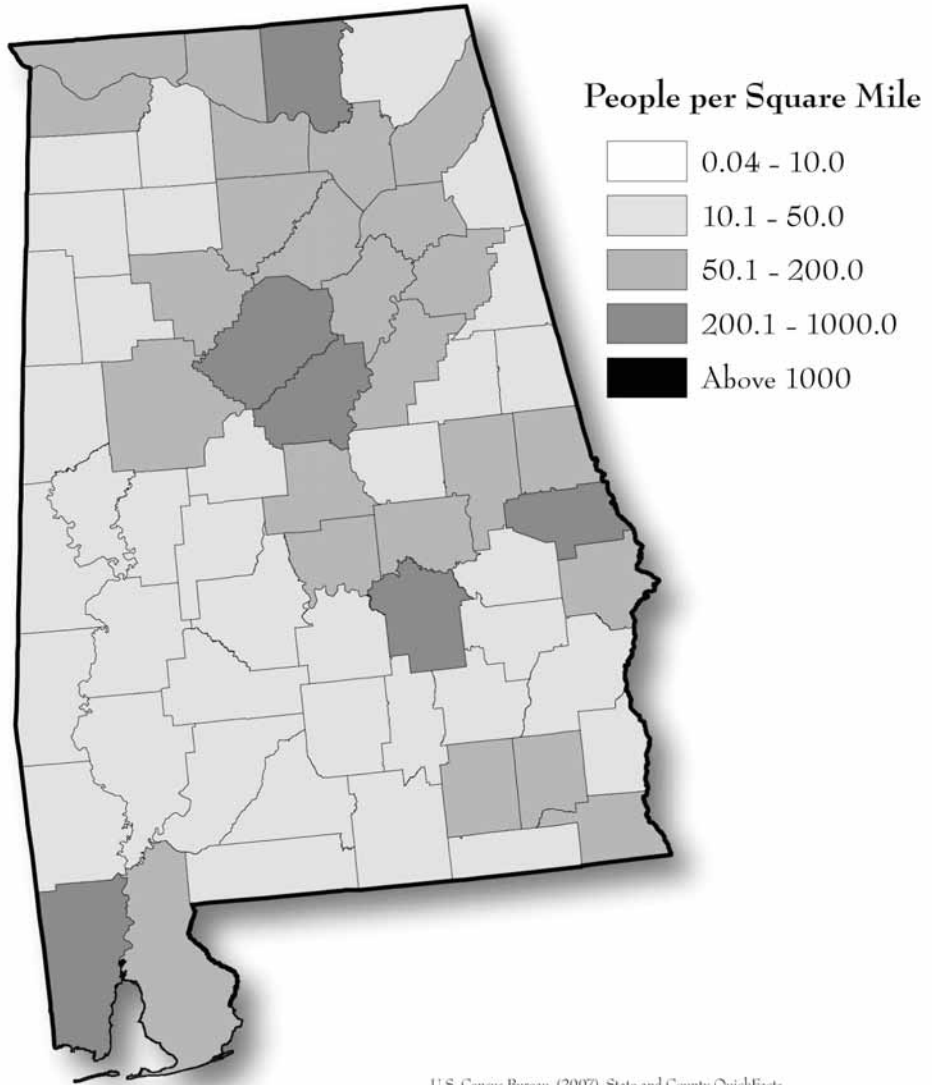 People per Square Mile
0.04 - 10.0
10.1 - 50.0
50.1 - 200.0
200.1 - 1000.0
Above 1000
U.S. Census Bureau. (2007). State and County QuickFacts.